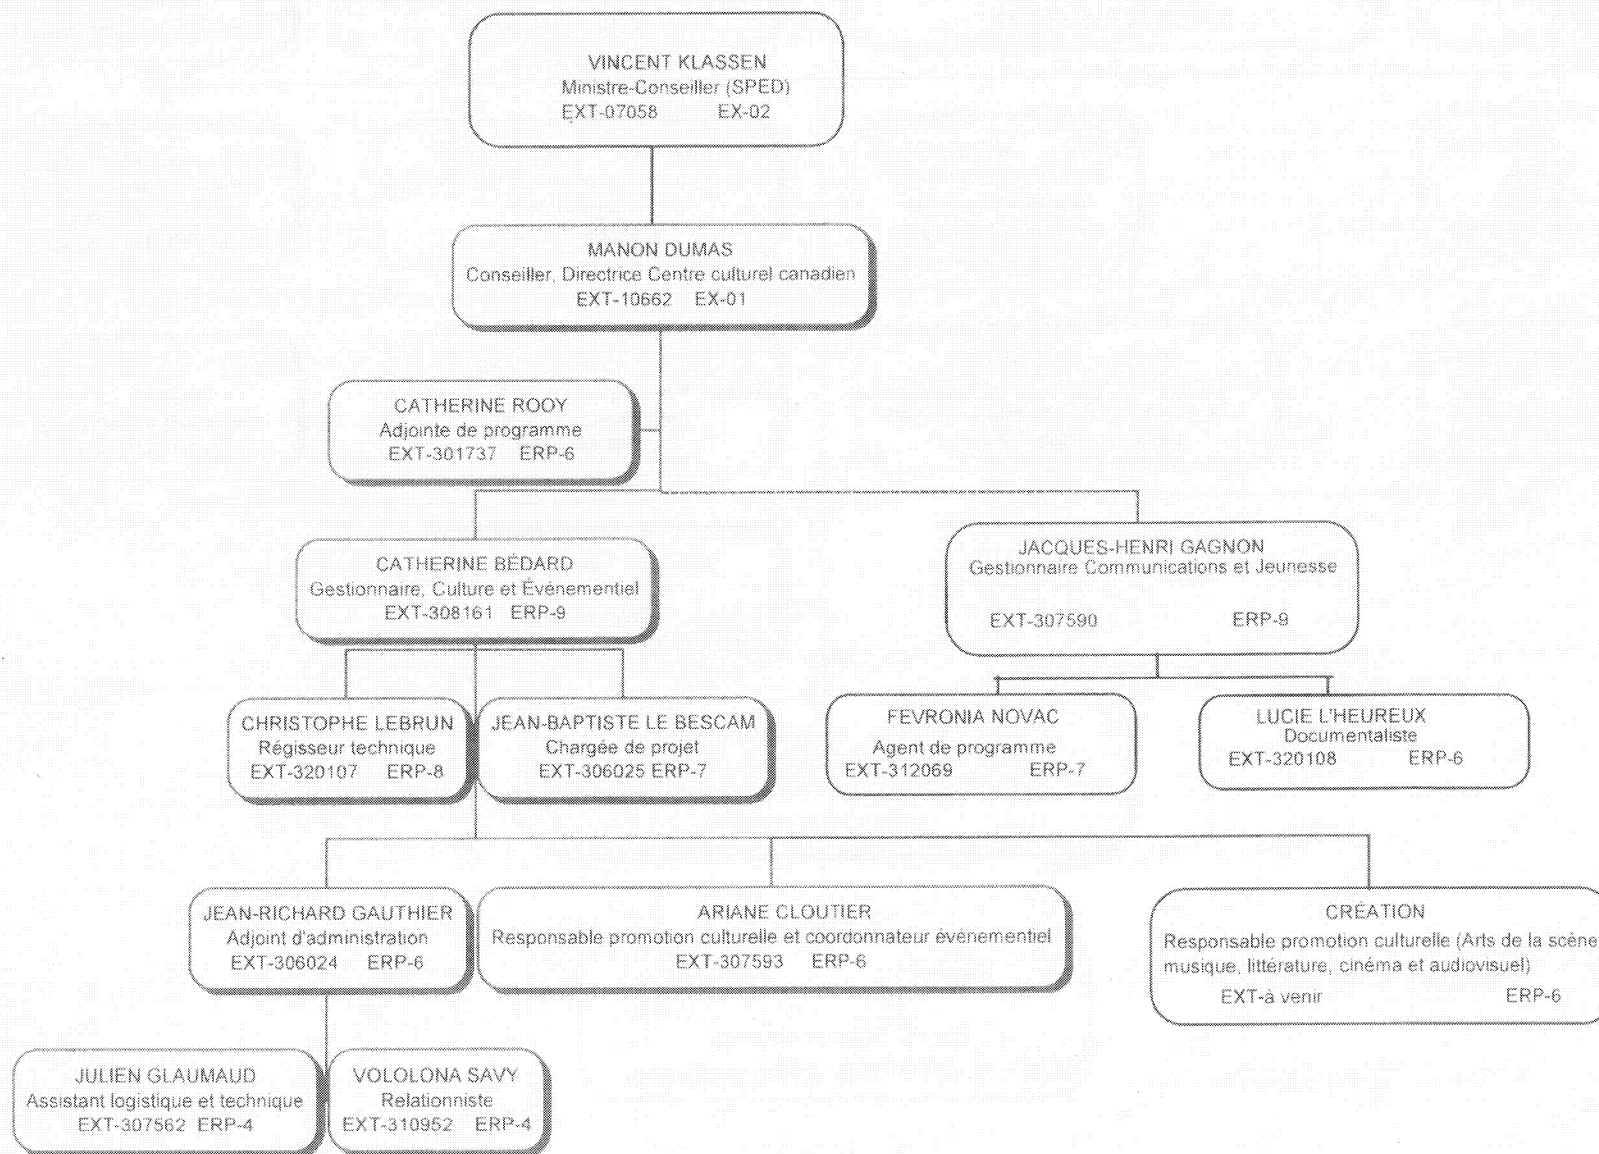 VINCENT KLASSEN
Ministre-Conseiller (SPED)
EXT-07058 EX-02
MANON DUMAS
Conseiller, Directrice Centre culturel canadien
EXT-10662 EX-01
CATHERINE ROOY
Adjointe de programme
EXT-301737 ERP-6
CATHERINE BÉDARD
Gestionnaire, Culture et Événementiel
EXT-308161 ERP-9
JACQUES-HENRI GAGNON
Gestionnaire Communications et Jeunesse
EXT-307590 ERP-9
CHRISTOPHE LEBRUN
Régisseur technique
EXT-320107 ERP-8
JEAN-BAPTISTE LE BESCAM
Chargée de projet
EXT-306025 ERP-7
FEVRONIA NOVAC
Agent de programme
EXT-312069 ERP-7
LUCIE L'HEUREUX
Documentaliste
EXT-320108 ERP-6
JEAN-RICHARD GAUTHIER
Adjoint d'administration
EXT-306024 ERP-6
ARIANE CLOUTIER
Responsable promotion culturelle et coordonnateur événementiel
EXT-307593 ERP-6
CRÉATION
Responsable promotion culturelle (Arts de la scène
musique, littérature, cinéma et audiovisuel)
EXT-à venir ERP-6
JULIEN GLAUMAUD
Assistant logistique et technique
EXT-307562 ERP-4
VOLOLONA SAVY
Relationniste
EXT-310952 ERP-4